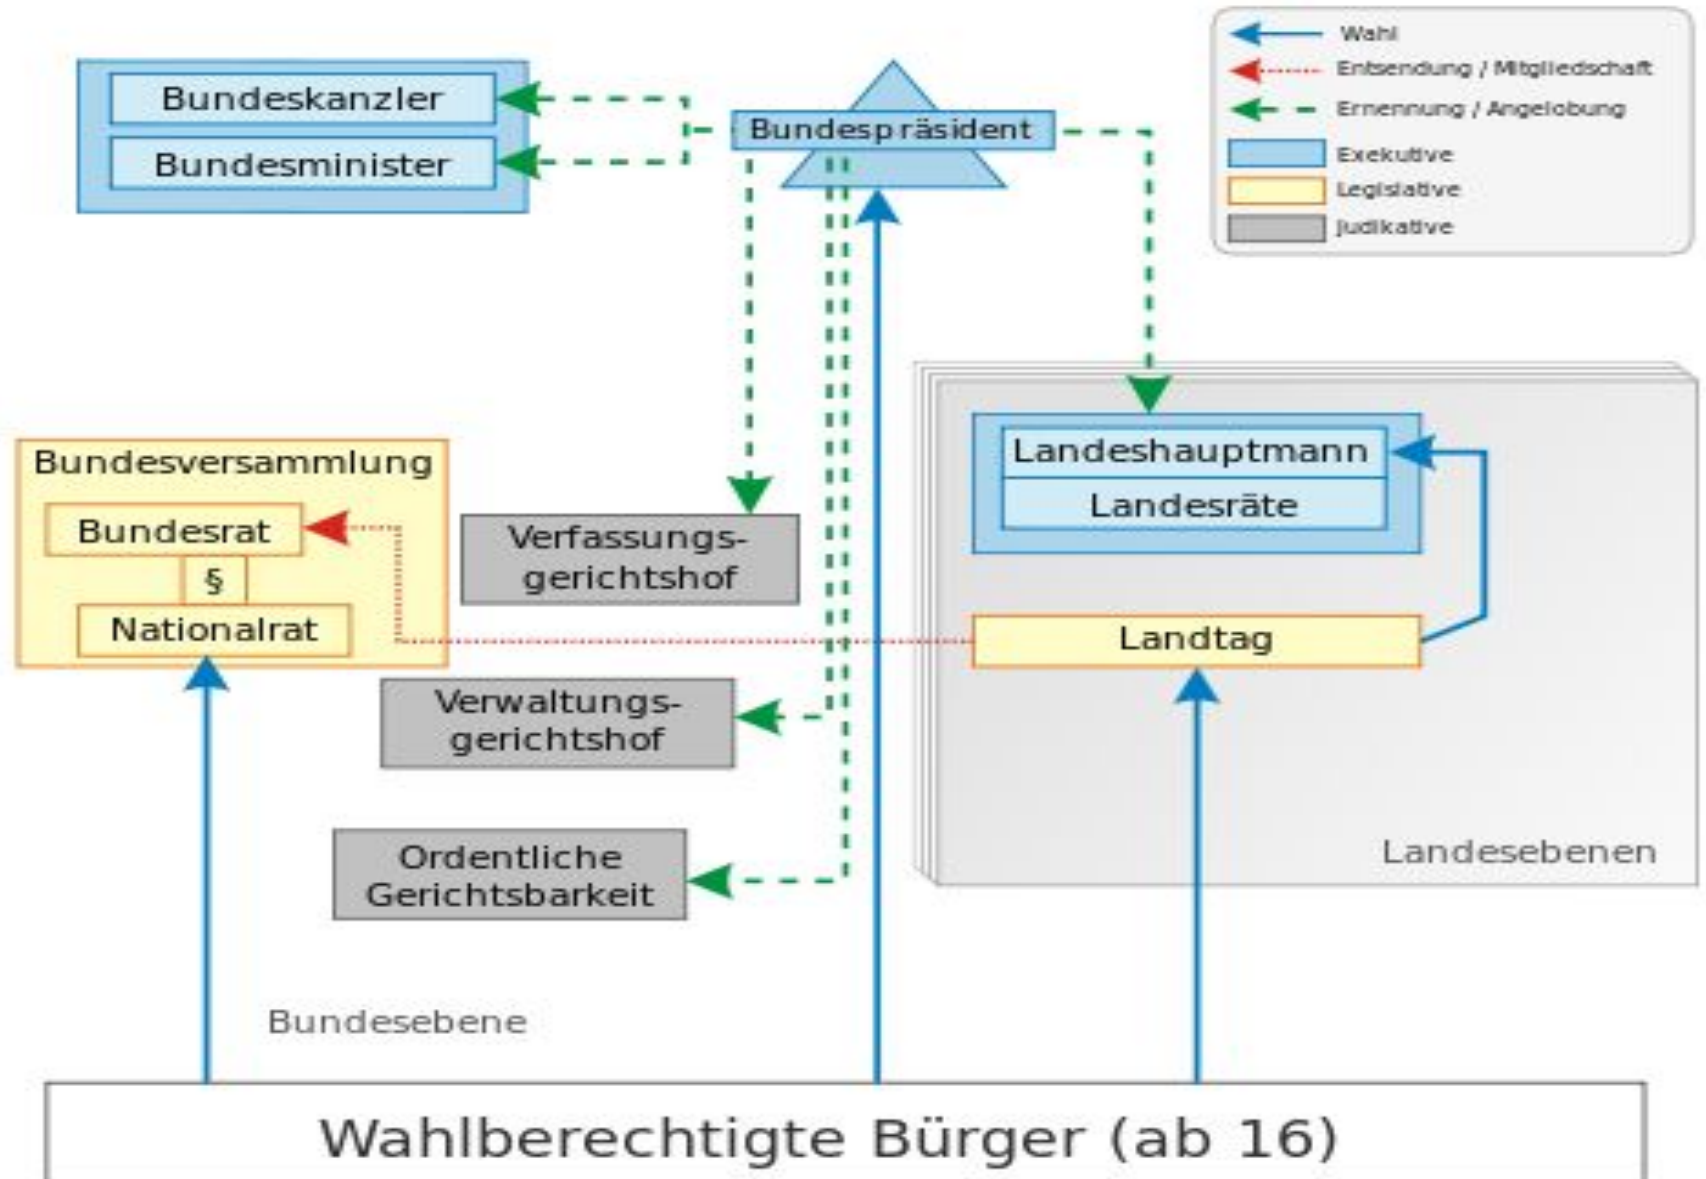 Wahl
Entsendung / Mitgliedschaft
Ernennung / Angelobung
Exekutive
Legislative
Judikative
Bundeskanzler
Bundesminister
Bundespräsident
Bundesversammlung
Bundesrat
§
Nationalrat
Verfassungs-
gerichtshof
Verwaltungs-
gerichtshof
Ordentliche
Gerichtsbarkeit
Landeshauptmann
Landesräte
Landtag
Landesebenen
Bundesebene
Wahlberechtigte Bürger (ab 16)